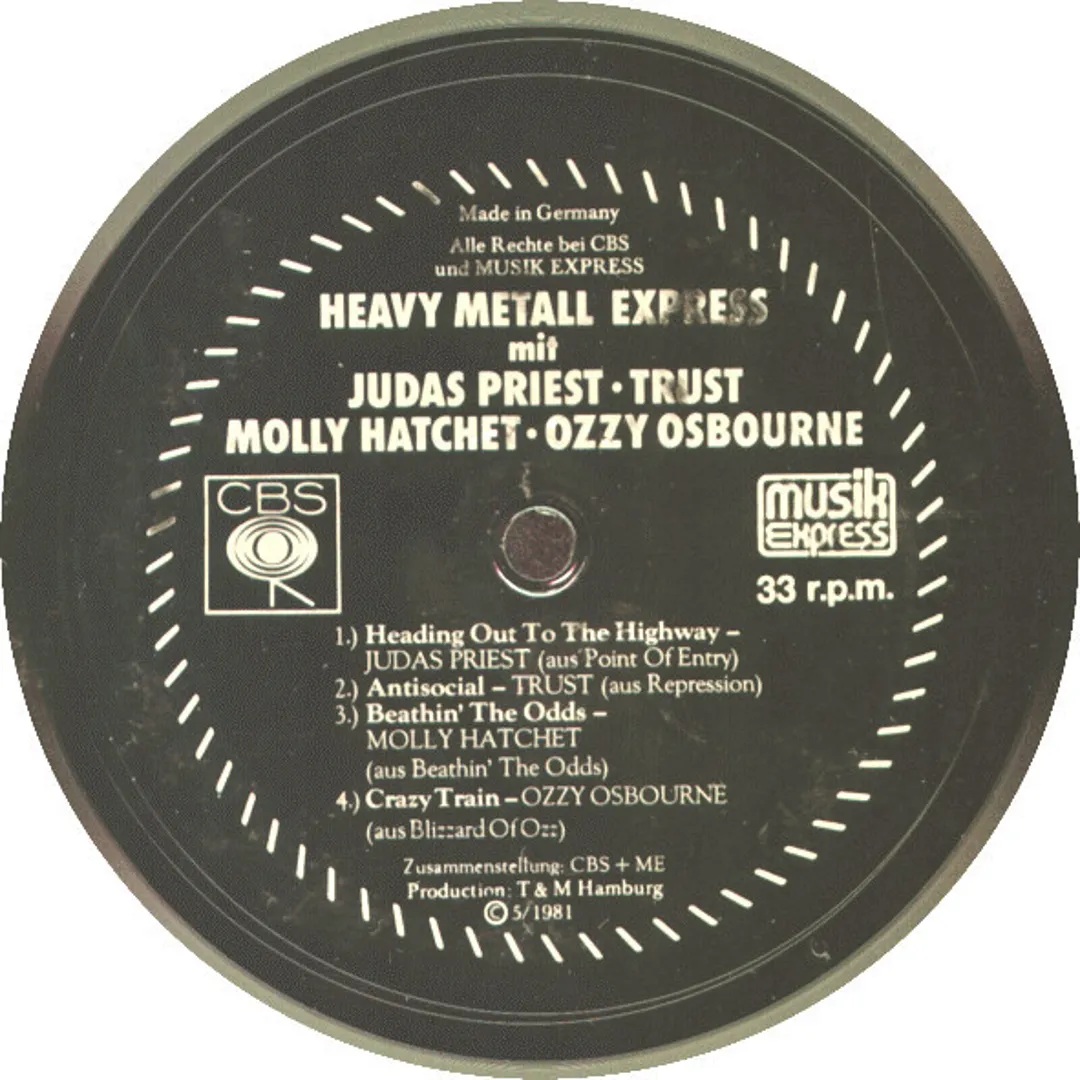 Made in Germany
Alle Rechte bei CBS
und MUSIK EXPRESS
HEAVY METALL EXPRESS
mit
JUDAS PRIEST · TRUST
MOLLY HATCHET · OZZY OSBOURNE
CBS
musik
EXPRESS
33 r.p.m.
1.) Heading Out To The Highway –
JUDAS PRIEST (aus Point Of Entry)
2.) Antisocial – TRUST (aus Repression)
3.) Beathin' The Odds –
MOLLY HATCHET
(aus Beathin' The Odds)
4.) Crazy Train – OZZY OSBOURNE
(aus Blizzard Of Ozz)
Zusammenstellung: CBS + ME
Production: T & M Hamburg
© 5/1981